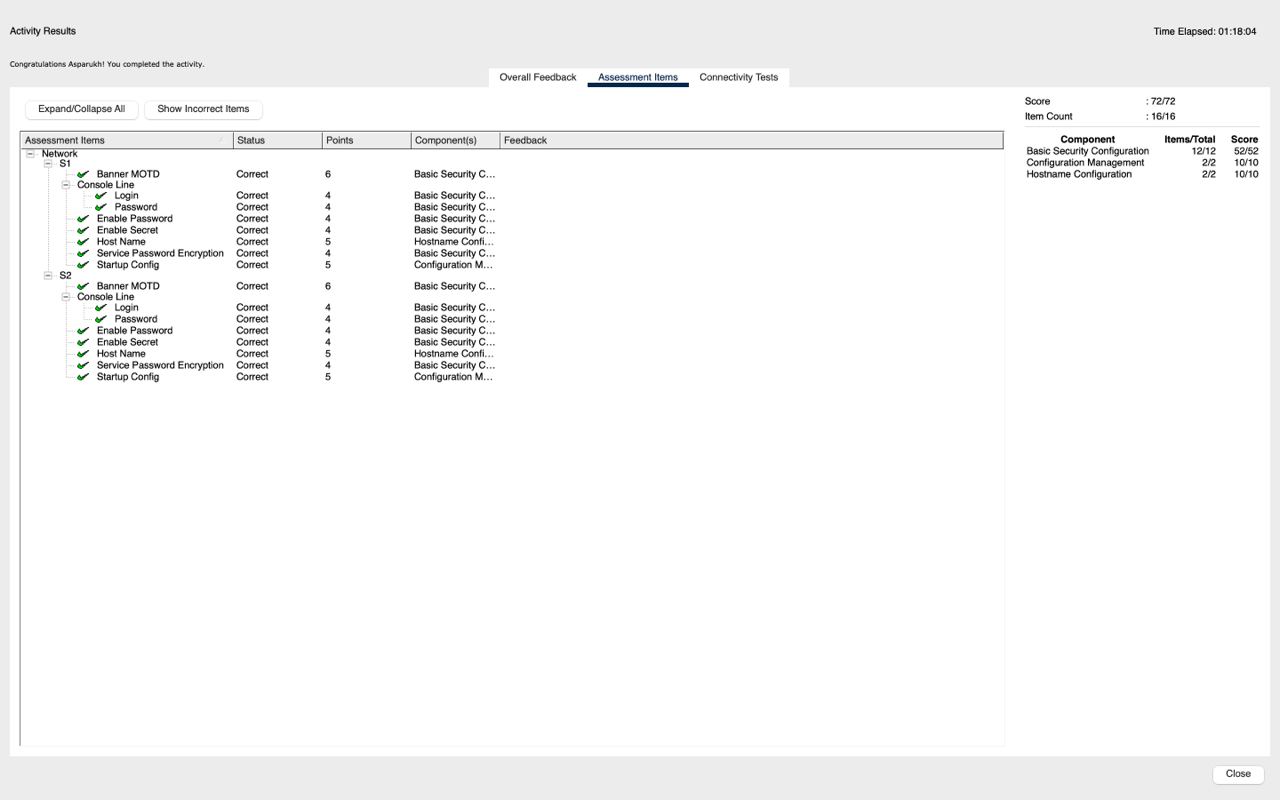 Activity Results
Time Elapsed: 01:18:04
Congratulations Asparukh! You completed the activity.
Overall Feedback Assessment Items Connectivity Tests
Expand/Collapse All Show Incorrect Items
Score : 72/72
Item Count : 16/16
Assessment Items Status Points Component(s) Feedback
Network
S1
Banner MOTD Correct 6 Basic Security C...
Console Line
Login Correct 4 Basic Security C...
Password Correct 4 Basic Security C...
Enable Password Correct 4 Basic Security C...
Enable Secret Correct 4 Basic Security C...
Host Name Correct 5 Hostname Confi...
Service Password Encryption Correct 4 Basic Security C...
Startup Config Correct 5 Configuration M...
S2
Banner MOTD Correct 6 Basic Security C...
Console Line
Login Correct 4 Basic Security C...
Password Correct 4 Basic Security C...
Enable Password Correct 4 Basic Security C...
Enable Secret Correct 4 Basic Security C...
Host Name Correct 5 Hostname Confi...
Service Password Encryption Correct 4 Basic Security C...
Startup Config Correct 5 Configuration M...
Component Items/Total Score
Basic Security Configuration 12/12 52/52
Configuration Management 2/2 10/10
Hostname Configuration 2/2 10/10
Close